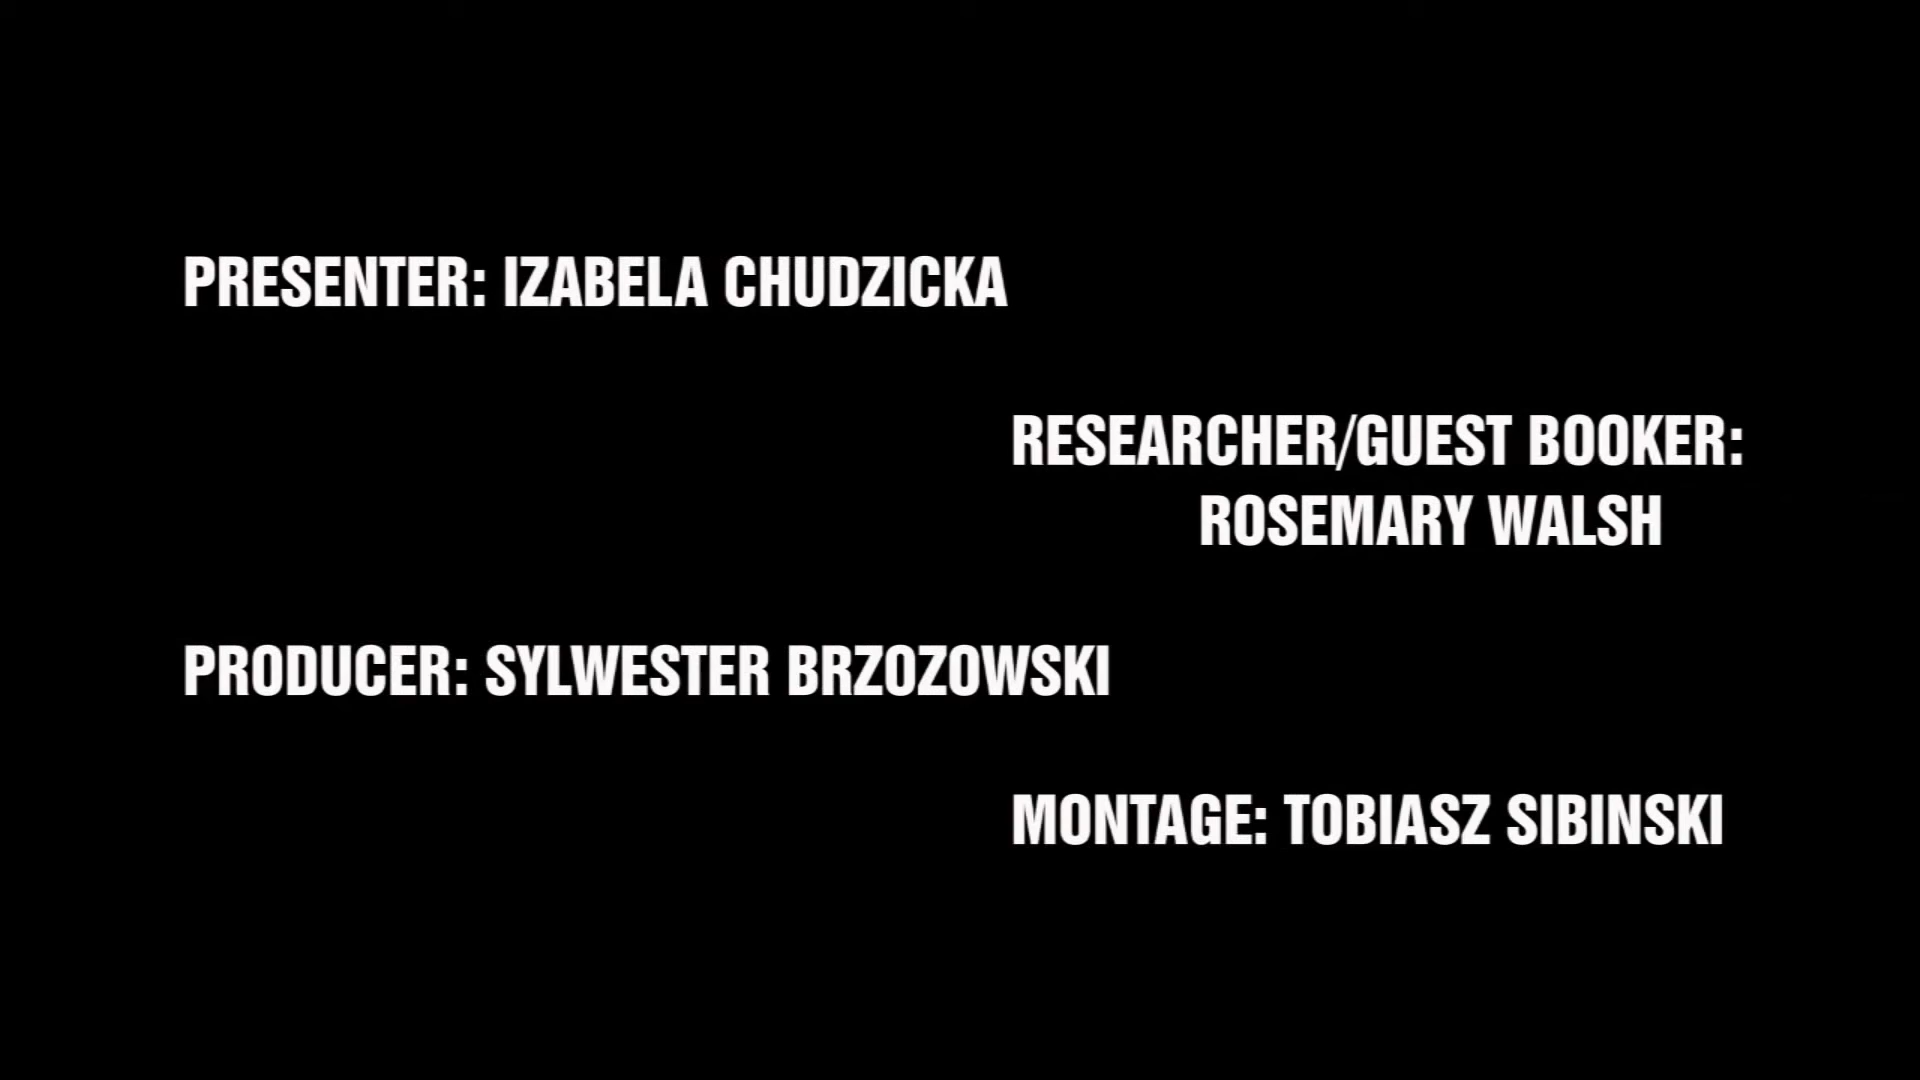 PRESENTER: IZABELA CHUDZICKA
RESEARCHER/GUEST BOOKER:
ROSEMARY WALSH
PRODUCER: SYLWESTER BRZOZOWSKI
MONTAGE: TOBIASZ SIBINSKI